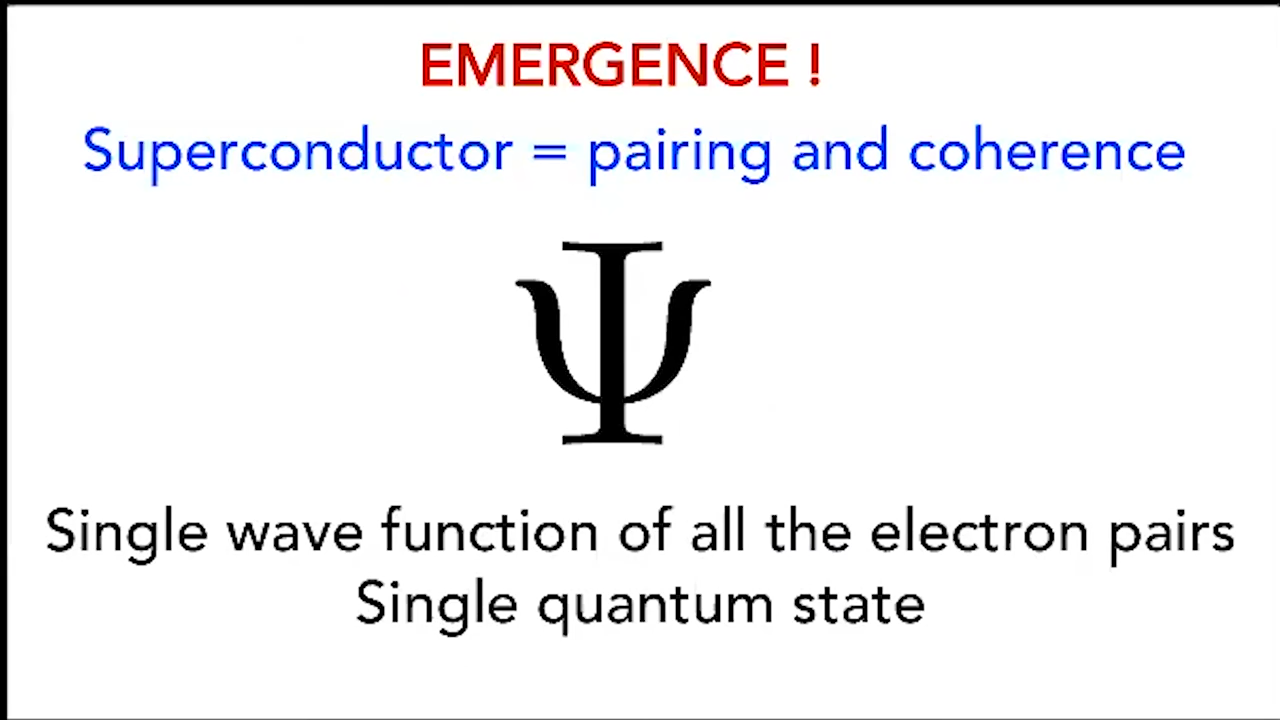 EMERGENCE !
Superconductor = pairing and coherence
Ψ
Single wave function of all the electron pairs
Single quantum state